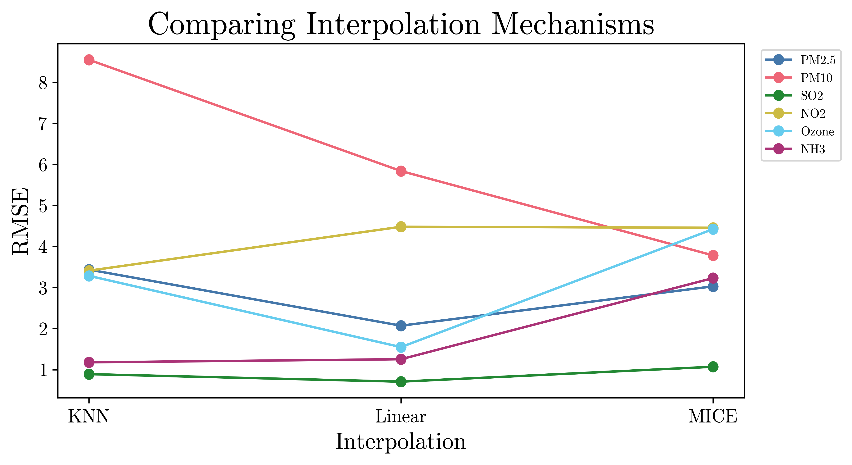 Comparing Interpolation Mechanisms
RMSE
8
7
6
5
4
3
2
1
KNN
Linear
MICE
Interpolation
PM2.5
PM10
SO2
NO2
Ozone
NH3